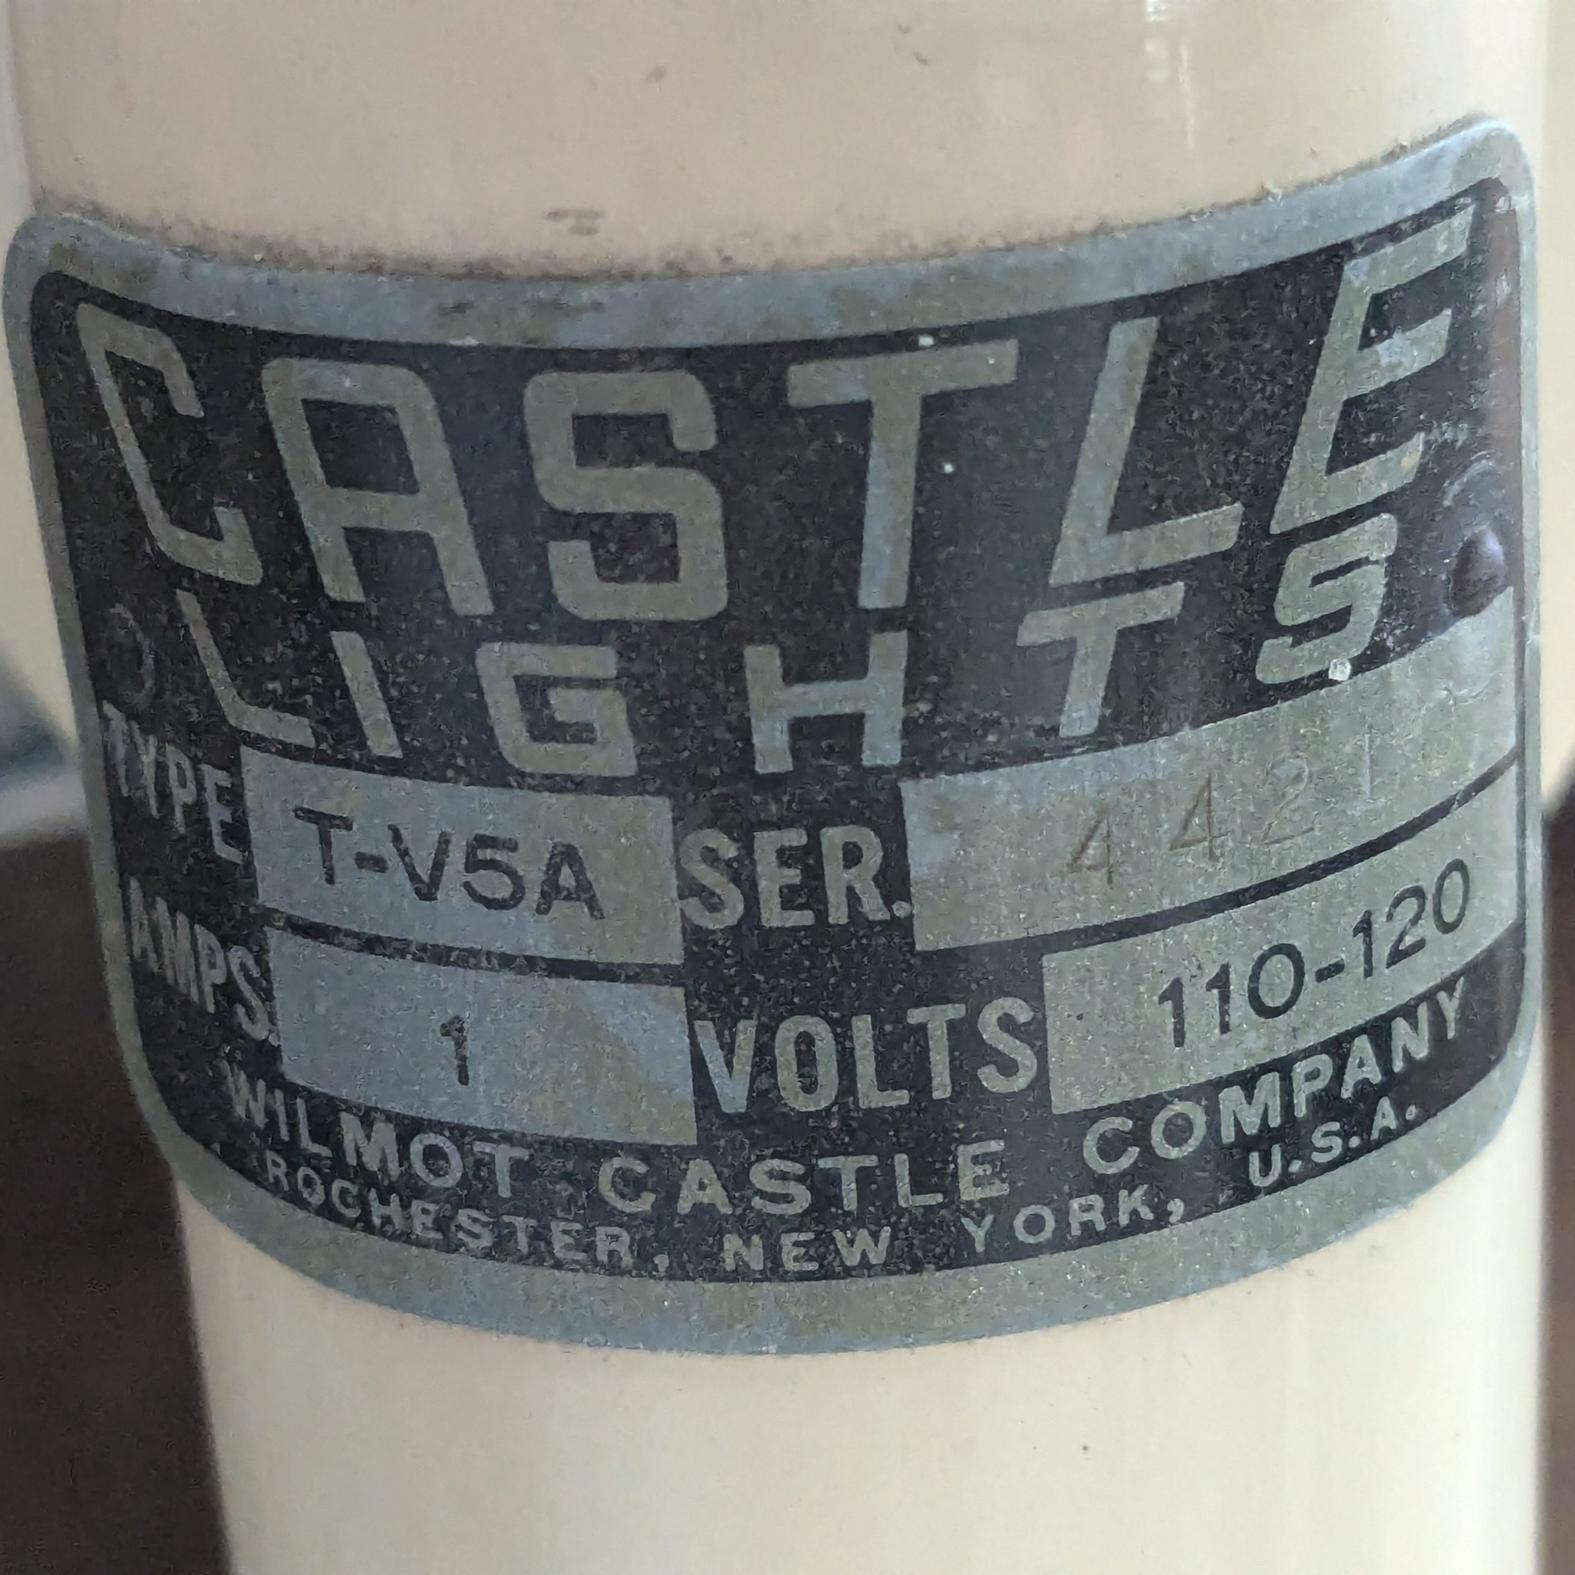 CASTLE
LIGHTS
TYPE T-V5A SER. 4421
AMPS. 1 VOLTS 110-120
WILMOT CASTLE COMPANY
ROCHESTER, NEW YORK, U.S.A.